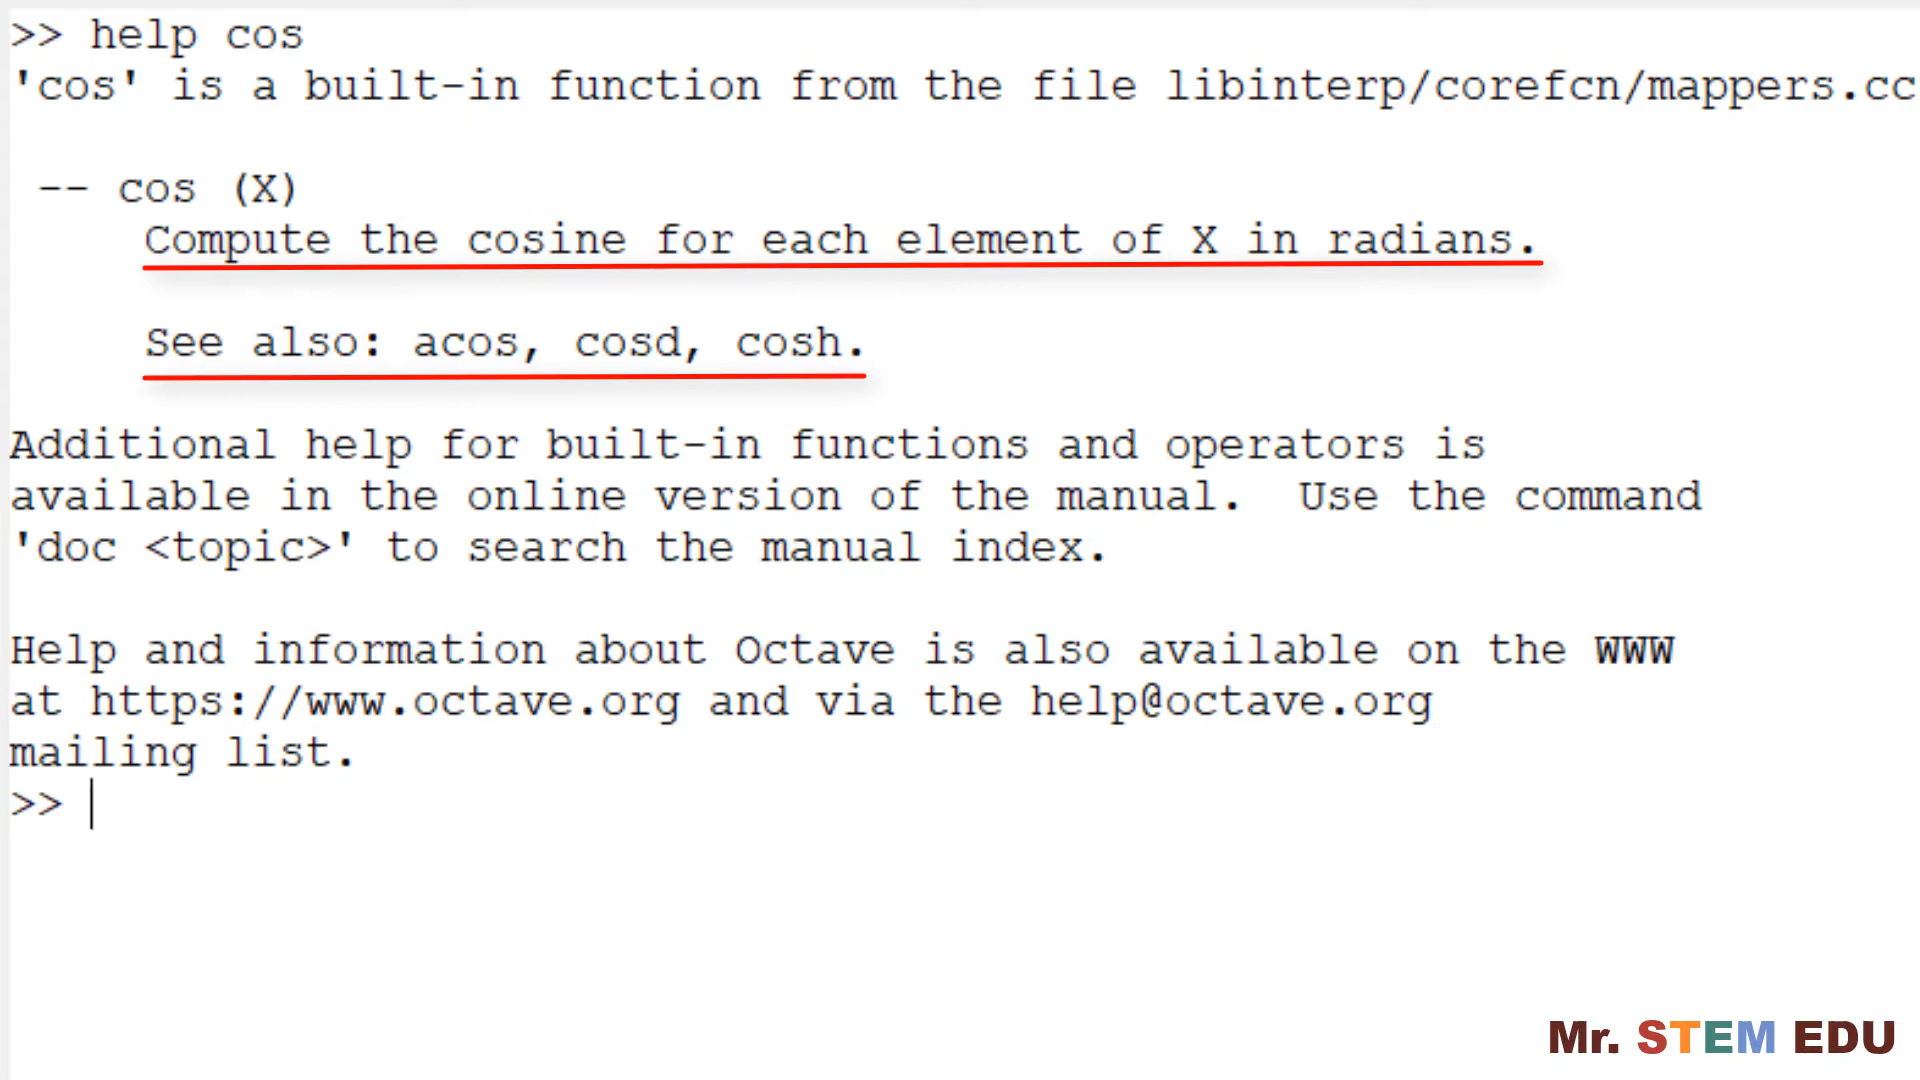 >> help cos
'cos' is a built-in function from the file libinterp/corefcn/mappers.cc
-- cos (X)
Compute the cosine for each element of X in radians.
See also: acos, cosd, cosh.
Additional help for built-in functions and operators is
available in the online version of the manual.  Use the command
'doc <topic>' to search the manual index.
Help and information about Octave is also available on the WWW
at https://www.octave.org and via the help@octave.org
mailing list.
>>
Mr. STEM EDU